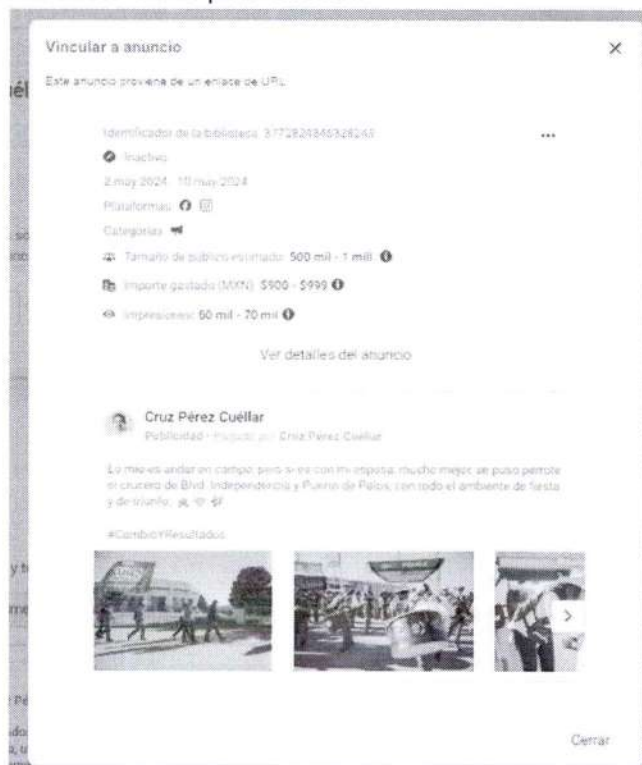 Vincular a anuncio
Este anuncio proviene de un enlace de URL
Identificador de la biblioteca:
Inactivo
2 may 2024 - 10 may 2024
Plataformas
Categorías
Tamaño de público estimado: 500 mil - 1 mill.
Importe gastado (MXN): $900 - $999
Impresiones: 60 mil - 70 mil
Ver detalles del anuncio
Cruz Pérez Cuéllar
Publicidad • Pagado por Cruz Pérez Cuéllar
Lo mío es andar en campo, pero si es con mi esposa, mucho mejor, se puso perrote
el crucero de Blvd. Independencia y Puerto de Palos, con todo el ambiente de fiesta
y de triunfo.
#CambioYResultados
Cerrar